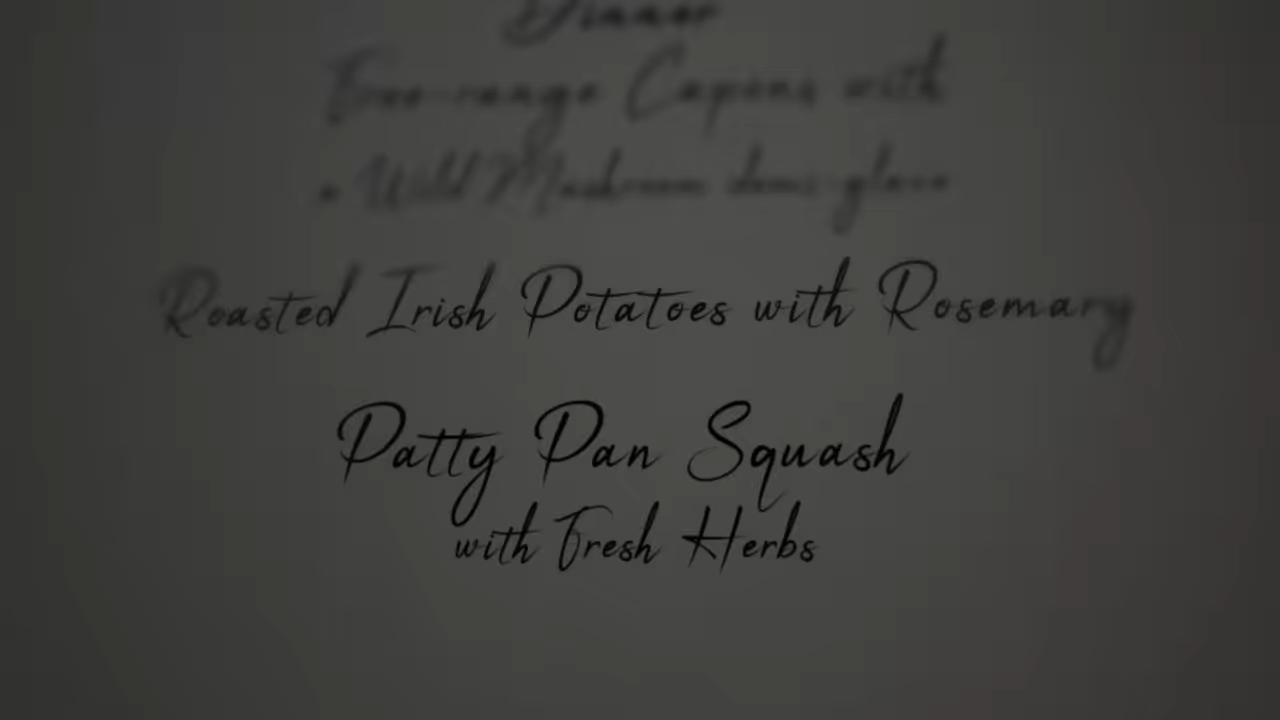 Dinner
Free-range Capons with
a Wild Mushroom demi-glace
Roasted Irish Potatoes with Rosemary
Patty Pan Squash
with Fresh Herbs